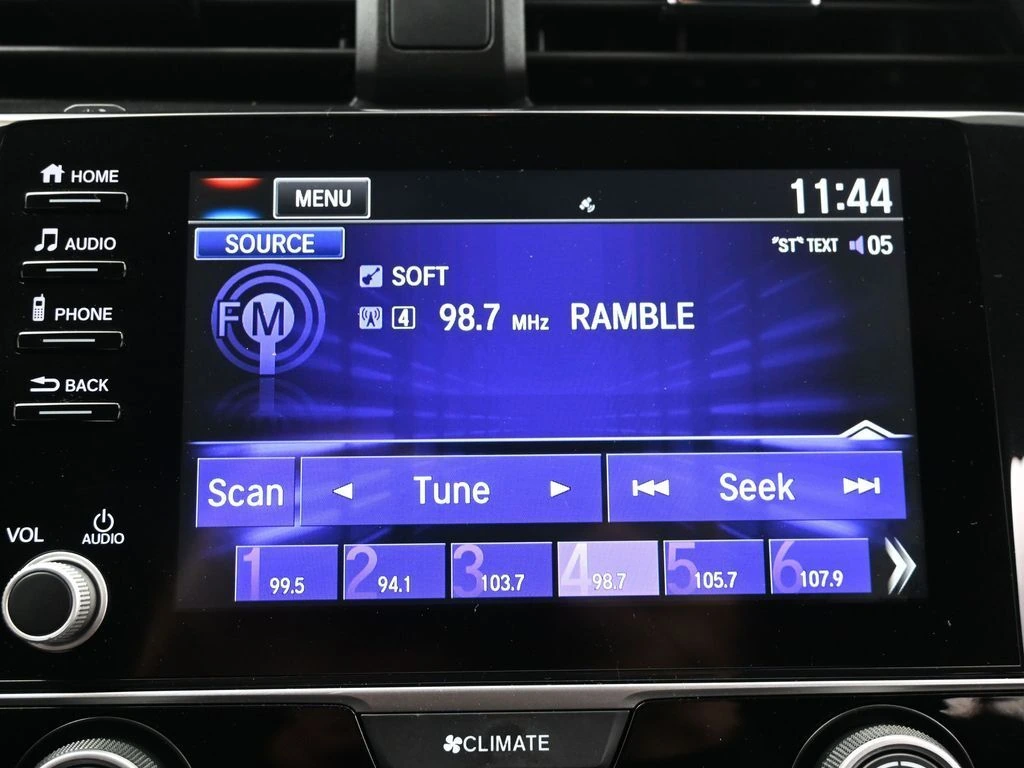 HOME
MENU
11:44
AUDIO
SOURCE
"ST" TEXT 05
SOFT
FM
4 98.7 MHz RAMBLE
PHONE
BACK
Scan Tune Seek
VOL AUDIO
1 99.5 2 94.1 3 103.7 4 98.7 5 105.7 6 107.9
CLIMATE